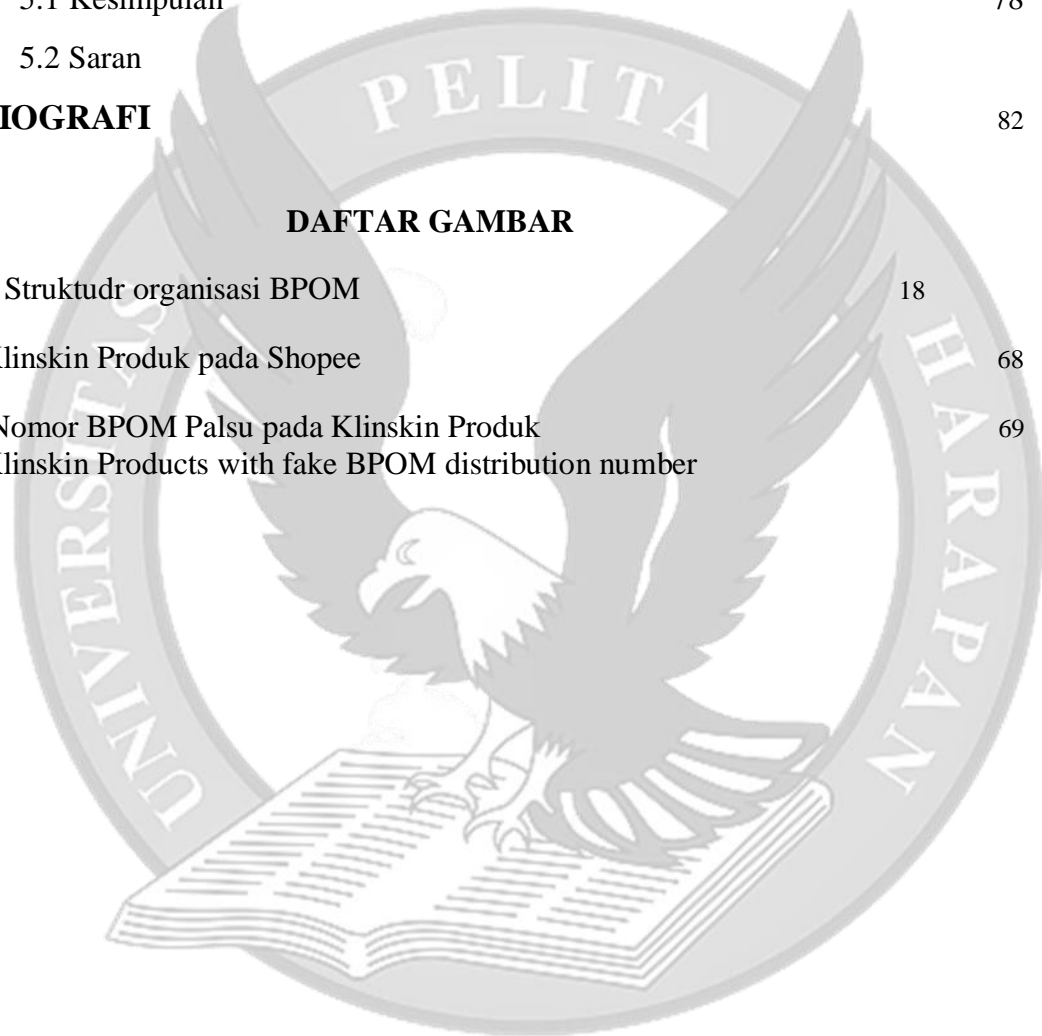 5.1 Kesimpulan 78
5.2 Saran
IOGRAFI 82
DAFTAR GAMBAR
Struktudr organisasi BPOM 18
Klinskin Produk pada Shopee 68
Nomor BPOM Palsu pada Klinskin Produk 69
Klinskin Products with fake BPOM distribution number
UNIVERSITAS PELITA HARAPAN